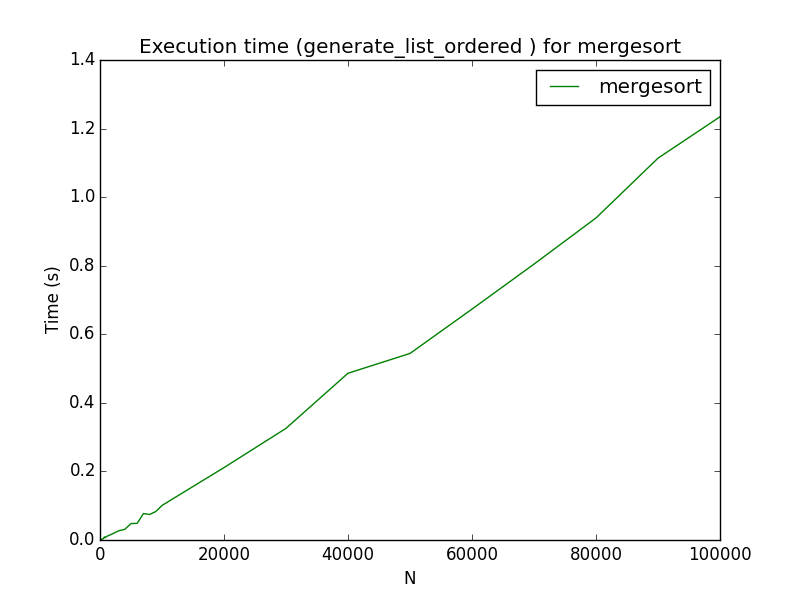 Execution time (generate_list_ordered ) for mergesort
mergesort
1.4
1.2
1.0
0.8
0.6
0.4
0.2
0.0
Time (s)
0 20000 40000 60000 80000 100000
N